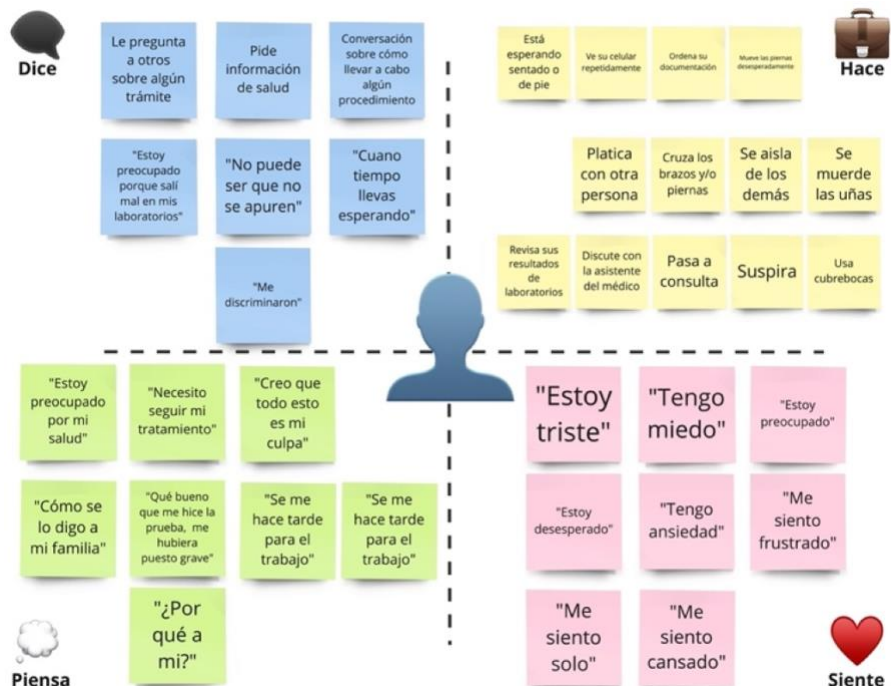 Dice
Le pregunta
a otros
sobre algún
trámite
Pide
información
de salud
Conversación
sobre cómo
llevar a cabo
algún
procedimiento
"Estoy
preocupado
porque salí
mal en mis
laboratorios"
"No puede
ser que no
se apuren"
"Cuano
tiempo
llevas
esperando"
"Me
discriminaron"
Hace
Está
esperando
sentado o
de pie
Ve su celular
repetidamente
Ordena su
documentación
Mueve las piernas
desesperadamente
Platica
con otra
persona
Cruza los
brazos y/o
piernas
Se aisla
de los
demás
Se
muerde
las uñas
Revisa sus
resultados
de
laboratorios
Discute con
la asistente
del médico
Pasa a
consulta
Suspira
Usa
cubrebocas
"Estoy
preocupado
por mi
salud"
"Necesito
seguir mi
tratamiento"
"Creo que
todo esto
es mi
culpa"
"Cómo se
lo digo a
mi familia"
"Qué bueno
que me hice la
prueba, me
hubiera
puesto grave"
"Se me
hace tarde
para el
trabajo"
"Se me
hace tarde
para el
trabajo"
"¿Por
qué a
mi?"
Piensa
"Estoy
triste"
"Tengo
miedo"
"Estoy
preocupado"
"Estoy
desesperado"
"Tengo
ansiedad"
"Me
siento
frustrado"
"Me
siento
solo"
"Me
siento
cansado"
Siente